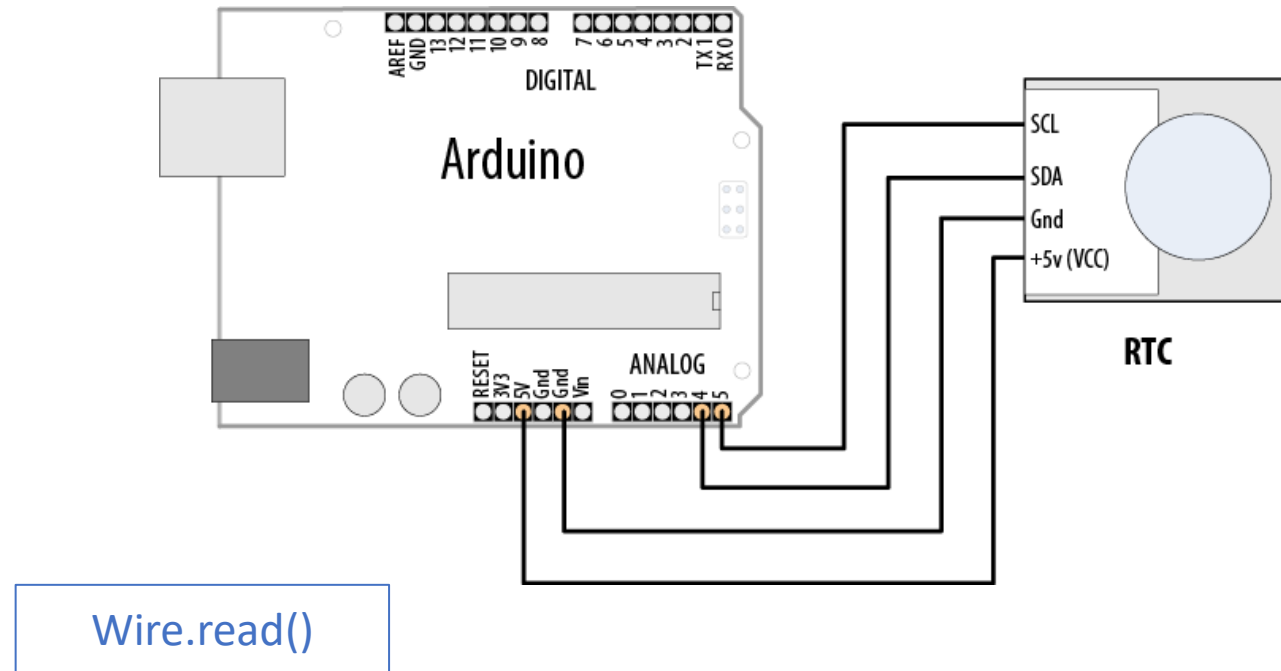 AREF
GND
13
12
11
10
9
8
7
6
5
4
3
2
TX 1
RX 0
DIGITAL
Arduino
SCL
SDA
Gnd
+5v (VCC)
RTC
RESET
3V3
5V
Gnd
Gnd
Vin
ANALOG
0
1
2
3
4
5
Wire.read()